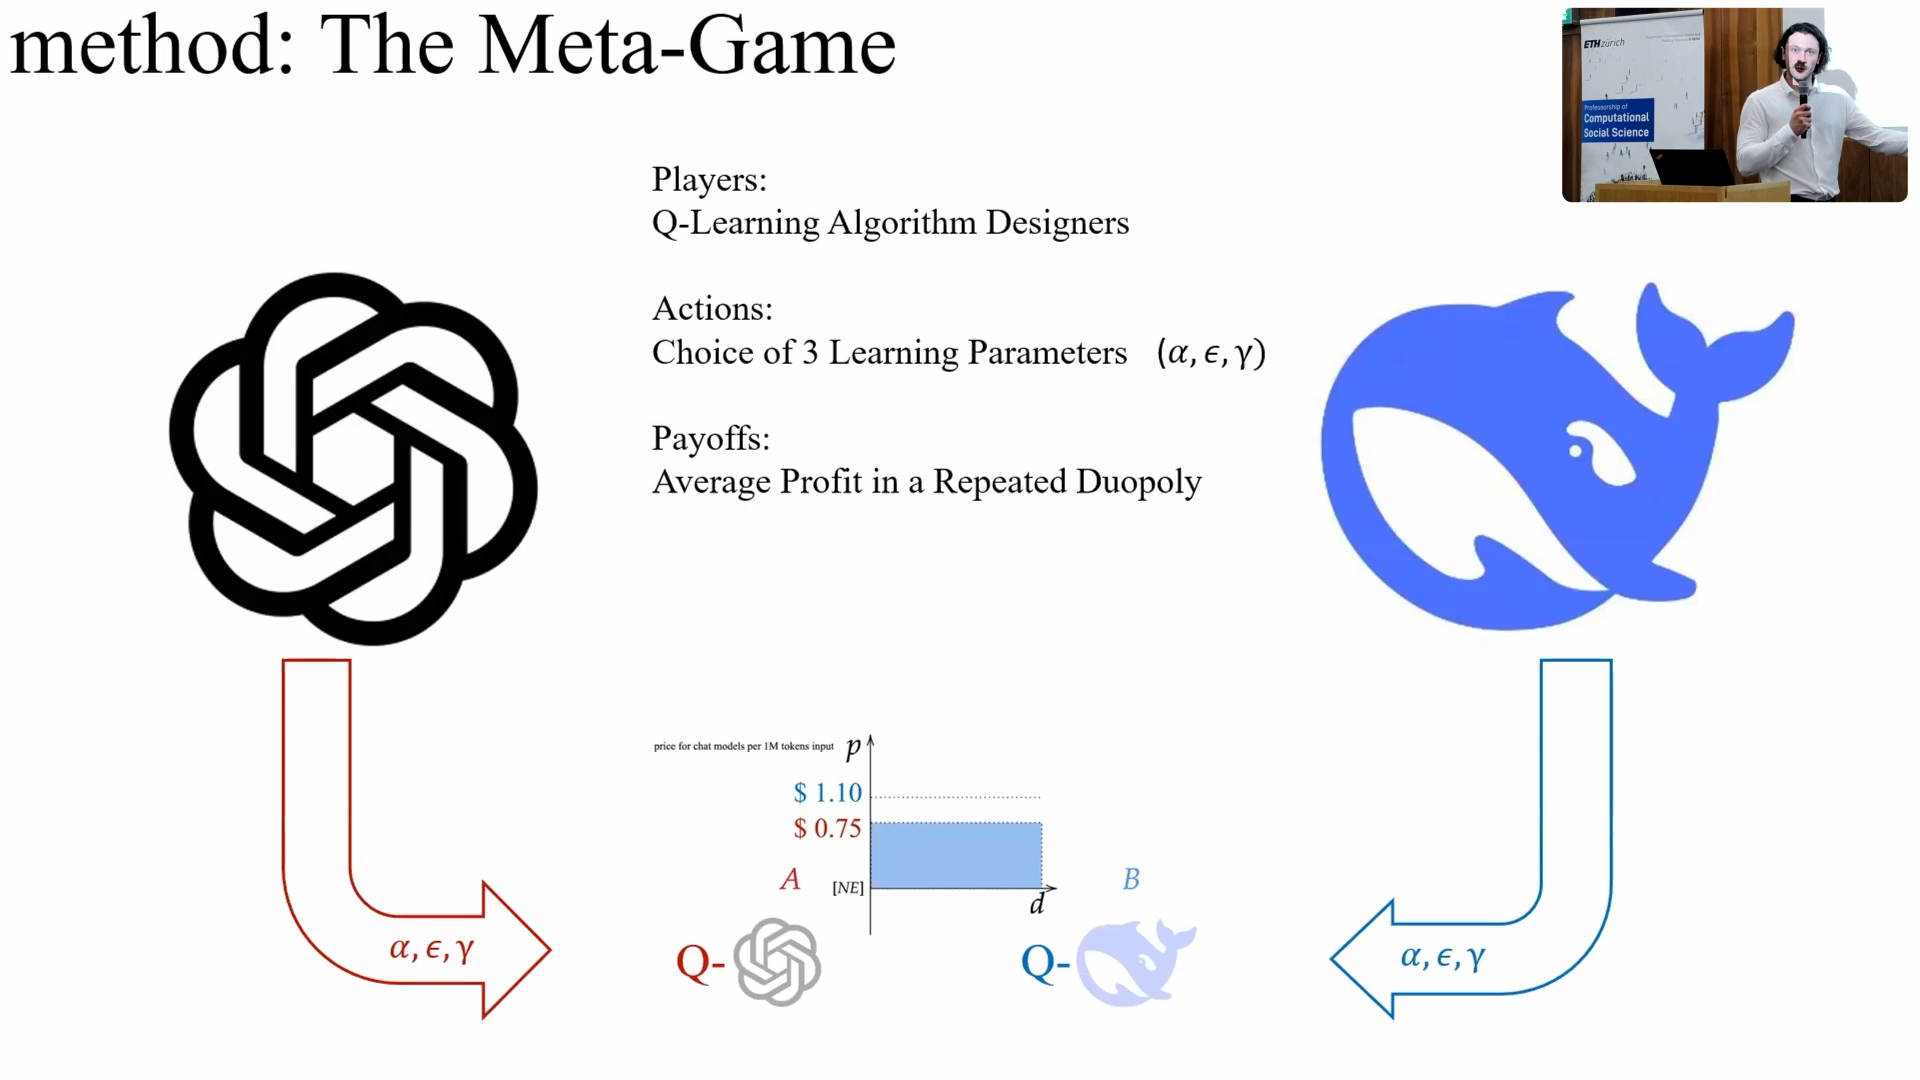 method: The Meta-Game
ETH zürich
Professorship of
Computational
Social Science
Players:
Q-Learning Algorithm Designers
Actions:
Choice of 3 Learning Parameters (α, ϵ, γ)
Payoffs:
Average Profit in a Repeated Duopoly
price for chat models per 1M tokens input p
$ 1.10
$ 0.75
A [NE] B
d
α, ϵ, γ
Q- Q-
α, ϵ, γ